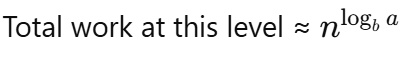 Total work at this level ≈ n^{log_b a}